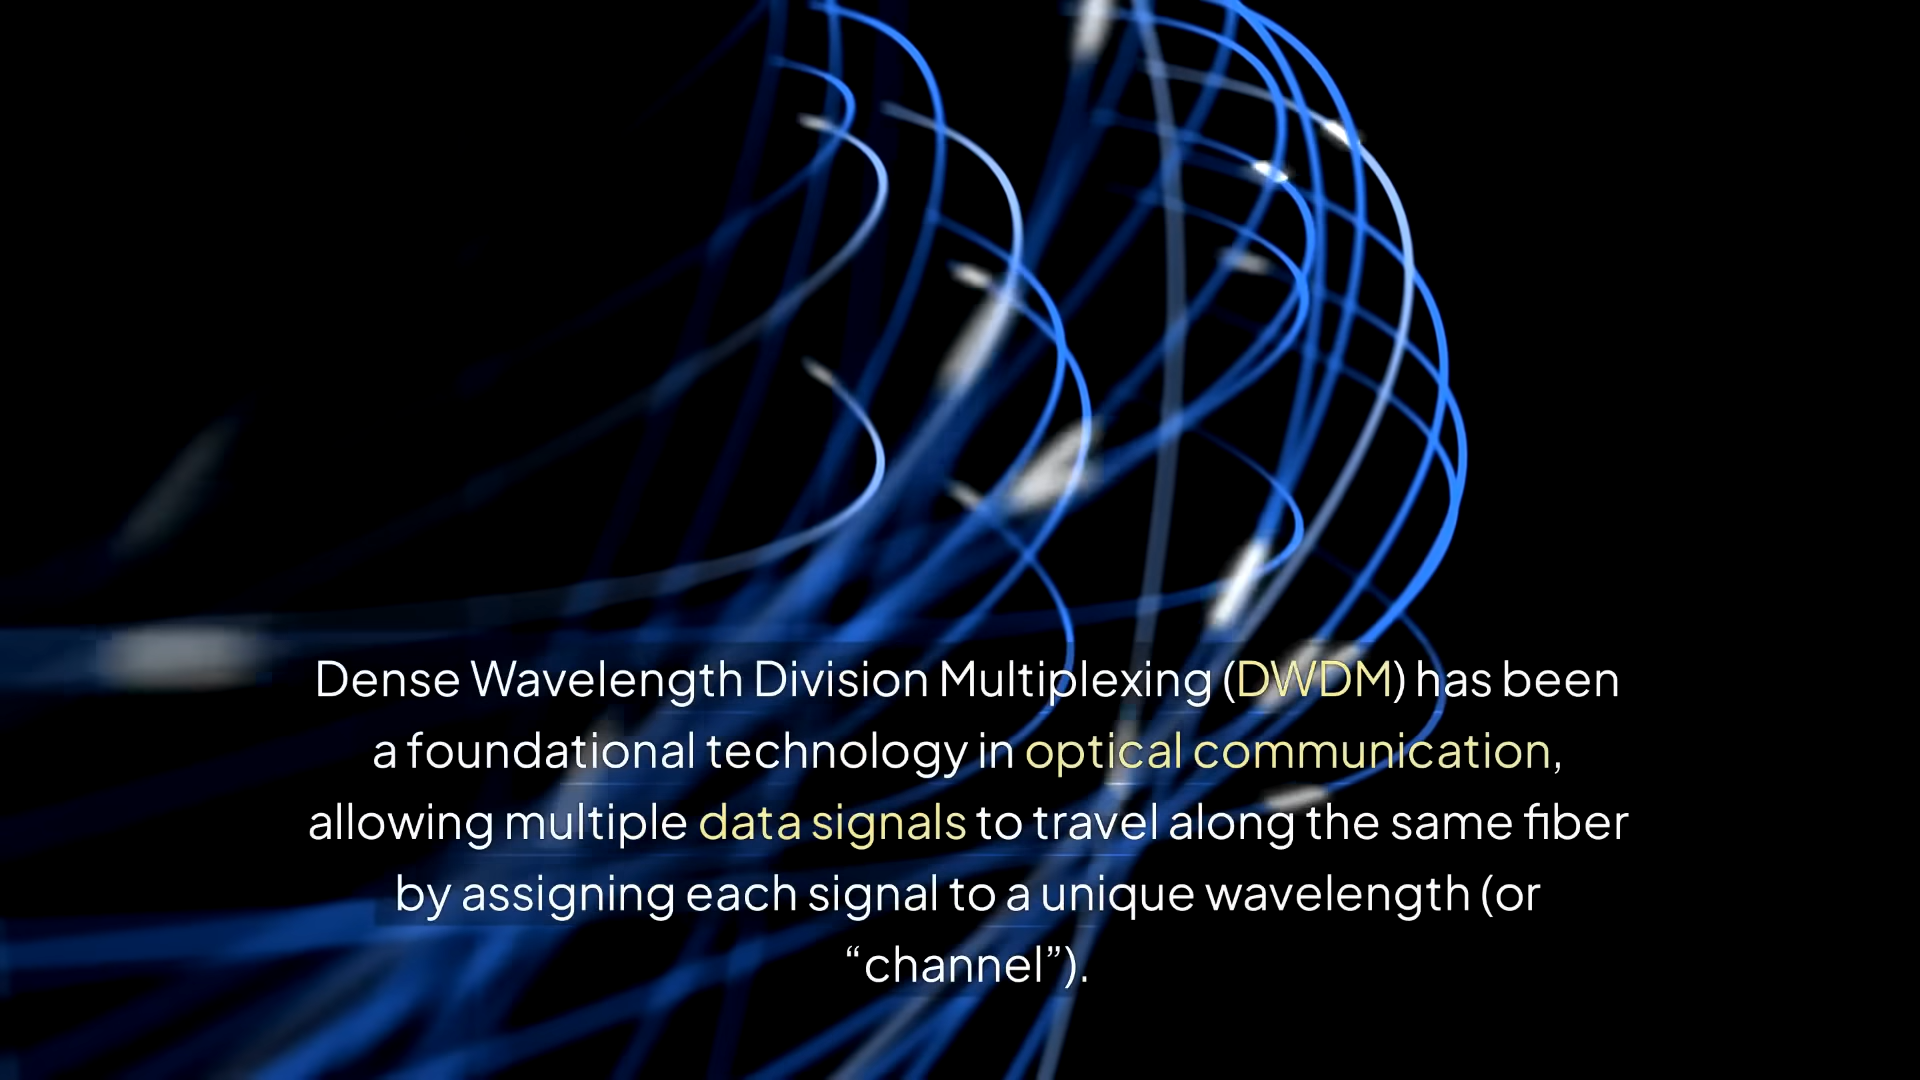 Dense Wavelength Division Multiplexing (DWDM) has been
a foundational technology in optical communication,
allowing multiple data signals to travel along the same fiber
by assigning each signal to a unique wavelength (or
“channel”).